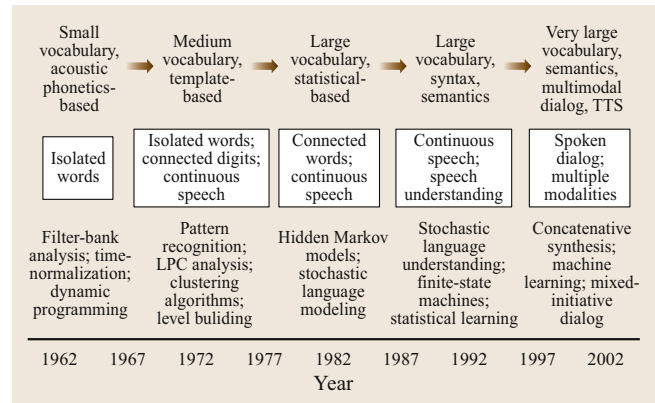 Small
vocabulary,
acoustic
phonetics-
based
Medium
vocabulary,
template-
based
Large
vocabulary,
statistical-
based
Large
vocabulary,
syntax,
semantics
Very large
vocabulary,
semantics,
multimodal
dialog, TTS
Isolated
words
Isolated words;
connected digits;
continuous
speech
Connected
words;
continuous
speech
Continuous
speech;
speech
understanding
Spoken
dialog;
multiple
modalities
Filter-bank
analysis; time-
normalization;
dynamic
programming
Pattern
recognition;
LPC analysis;
clustering
algorithms;
level buliding
Hidden Markov
models;
stochastic
language
modeling
Stochastic
language
understanding;
finite-state
machines;
statistical learning
Concatenative
synthesis;
machine
learning; mixed-
initiative
dialog
1962 1967 1972 1977 1982 1987 1992 1997 2002
Year